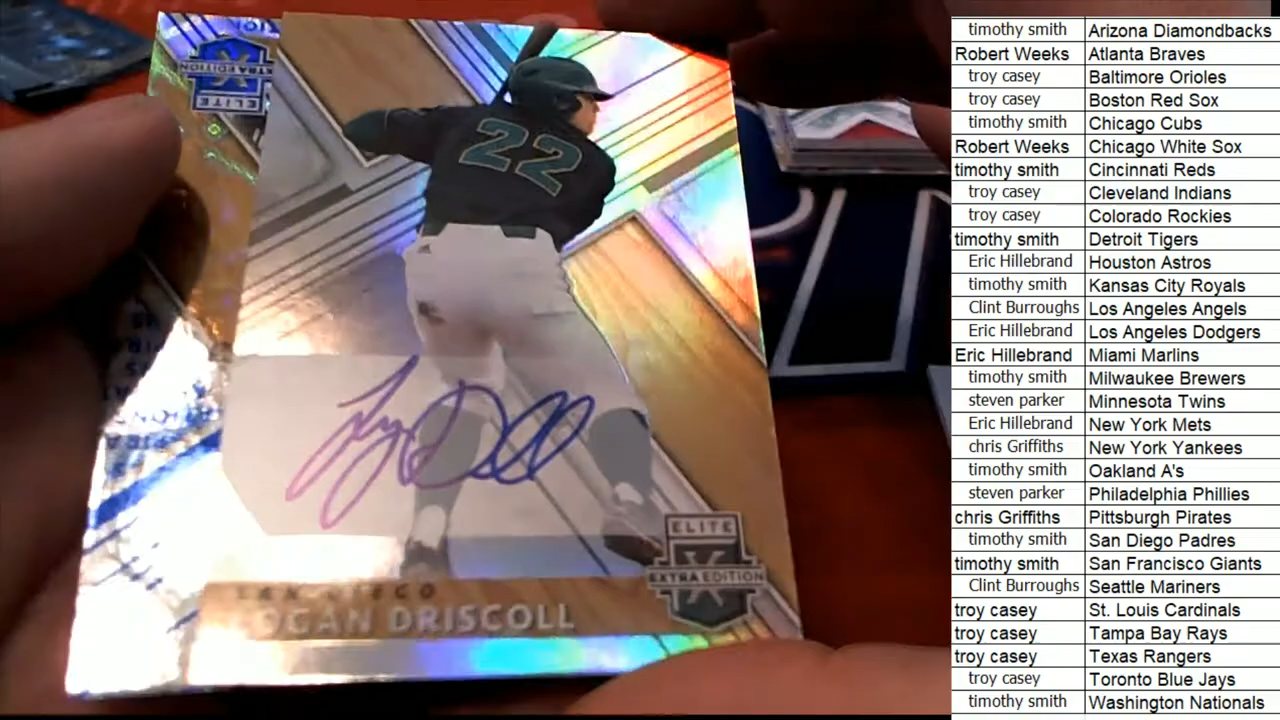 ELITE
X
EXTRA EDITION
22
ELITE
X
EXTRA EDITION
SAN DIEGO
LOGAN DRISCOLL
timothy smith Arizona Diamondbacks
Robert Weeks Atlanta Braves
troy casey Baltimore Orioles
troy casey Boston Red Sox
timothy smith Chicago Cubs
Robert Weeks Chicago White Sox
timothy smith Cincinnati Reds
troy casey Cleveland Indians
troy casey Colorado Rockies
timothy smith Detroit Tigers
Eric Hillebrand Houston Astros
timothy smith Kansas City Royals
Clint Burroughs Los Angeles Angels
Eric Hillebrand Los Angeles Dodgers
Eric Hillebrand Miami Marlins
timothy smith Milwaukee Brewers
steven parker Minnesota Twins
Eric Hillebrand New York Mets
chris Griffiths New York Yankees
timothy smith Oakland A's
steven parker Philadelphia Phillies
chris Griffiths Pittsburgh Pirates
timothy smith San Diego Padres
timothy smith San Francisco Giants
Clint Burroughs Seattle Mariners
troy casey St. Louis Cardinals
troy casey Tampa Bay Rays
troy casey Texas Rangers
troy casey Toronto Blue Jays
timothy smith Washington Nationals